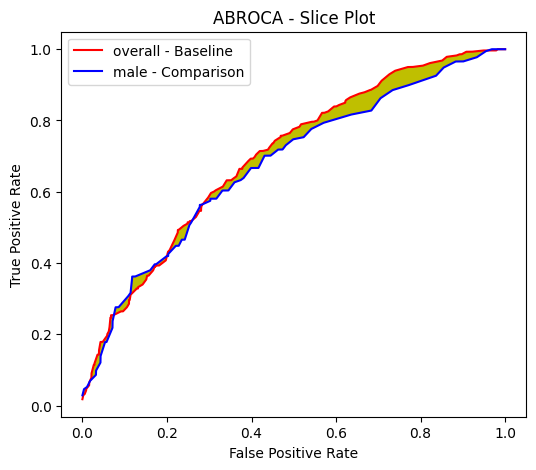 ABROCA - Slice Plot
overall - Baseline
male - Comparison
True Positive Rate
1.0
0.8
0.6
0.4
0.2
0.0
0.0 0.2 0.4 0.6 0.8 1.0
False Positive Rate